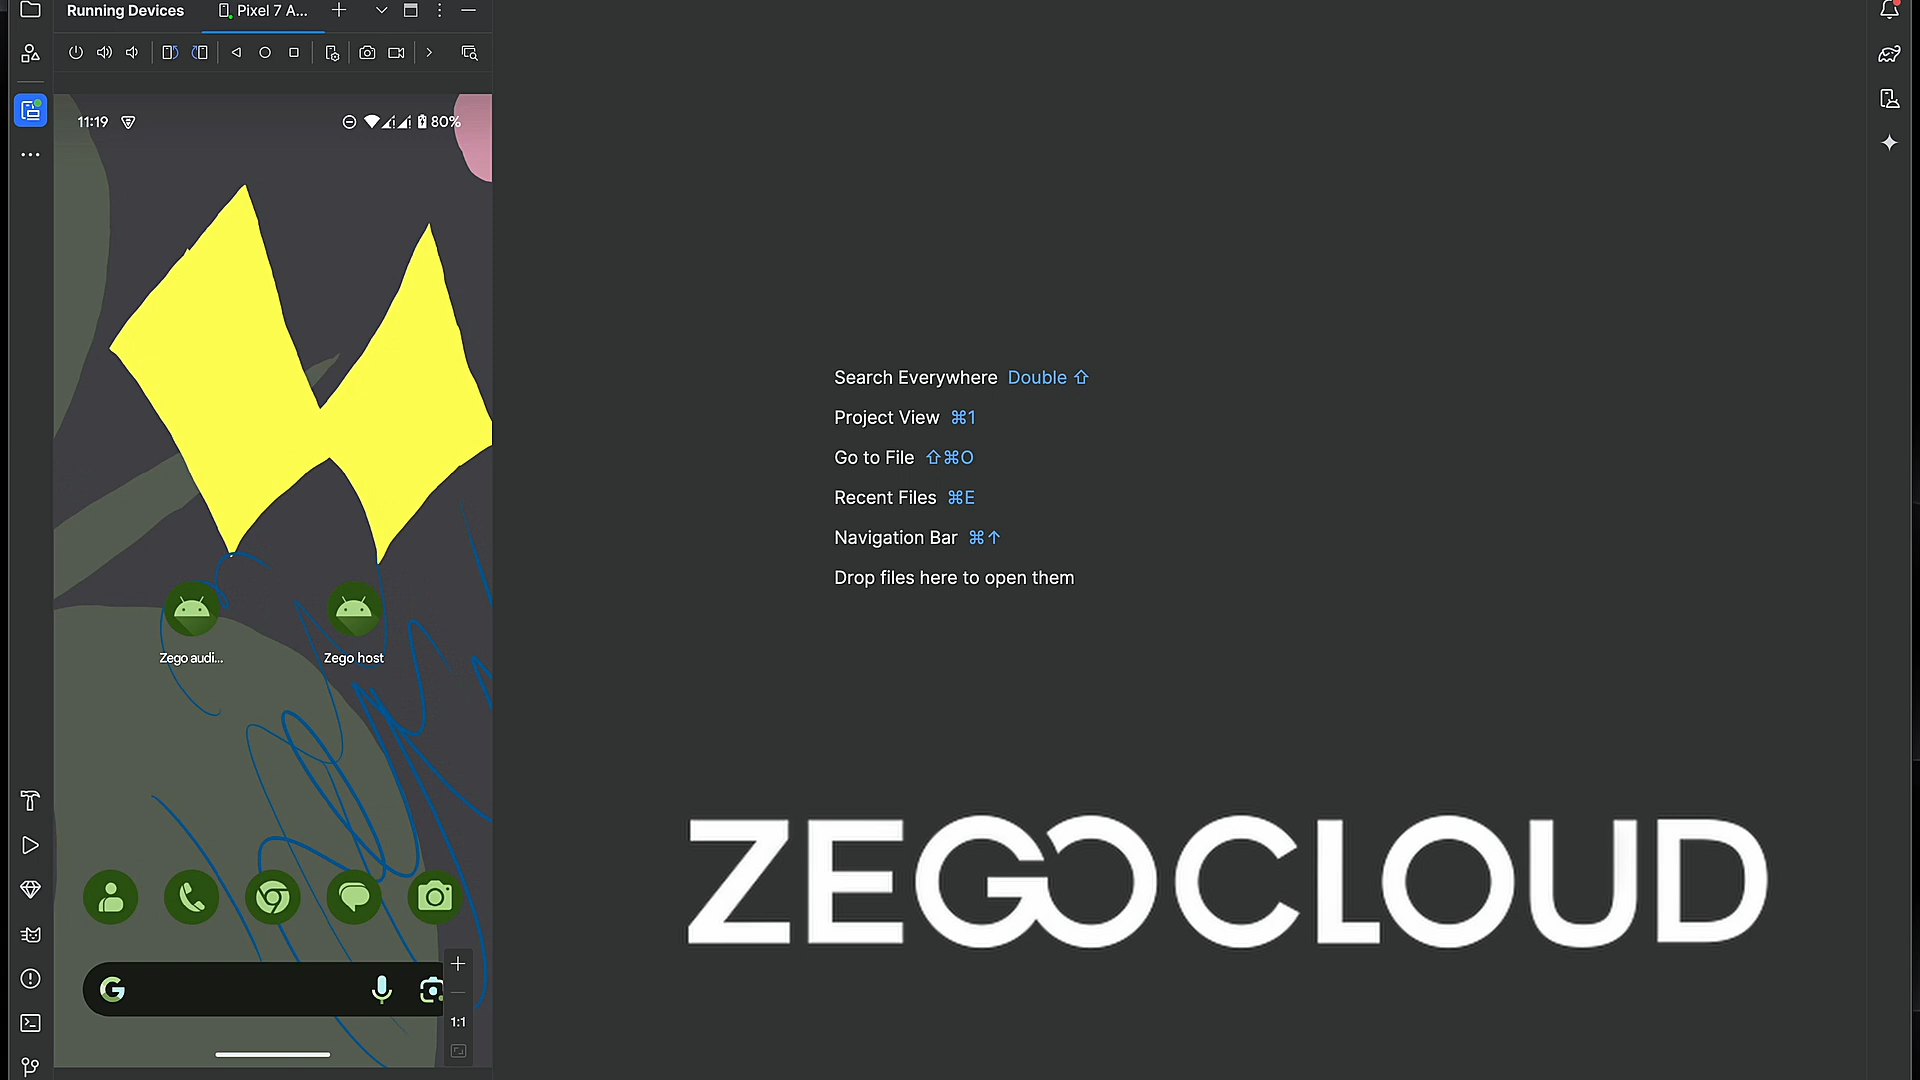 Running Devices
Pixel 7 A...
11:19
80%
Search Everywhere Double ⇧
Project View ⌘1
Go to File ⇧⌘O
Recent Files ⌘E
Navigation Bar ⌘↑
Drop files here to open them
Zego audi...
Zego host
ZEGOCLOUD
G
1:1